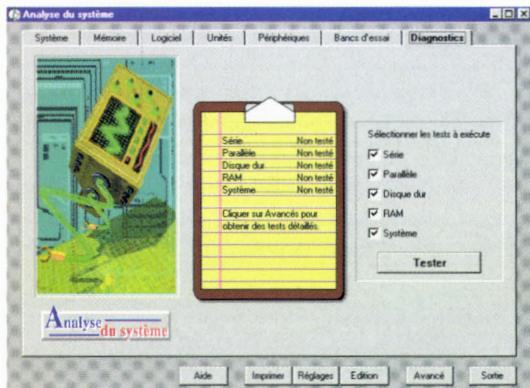 Analyse du système
Système Mémoire Logiciel Unités Périphériques Bancs d'essai Diagnostics
Série Non testé
Parallèle Non testé
Disque dur Non testé
RAM Non testé
Système Non testé
Cliquer sur Avancés pour
obtenir des tests détaillés.
Sélectionner les tests à exécute
Série
Parallèle
Disque dur
RAM
Système
Tester
Analyse du système
Aide Imprimer Réglages Edition Avancé Sortie